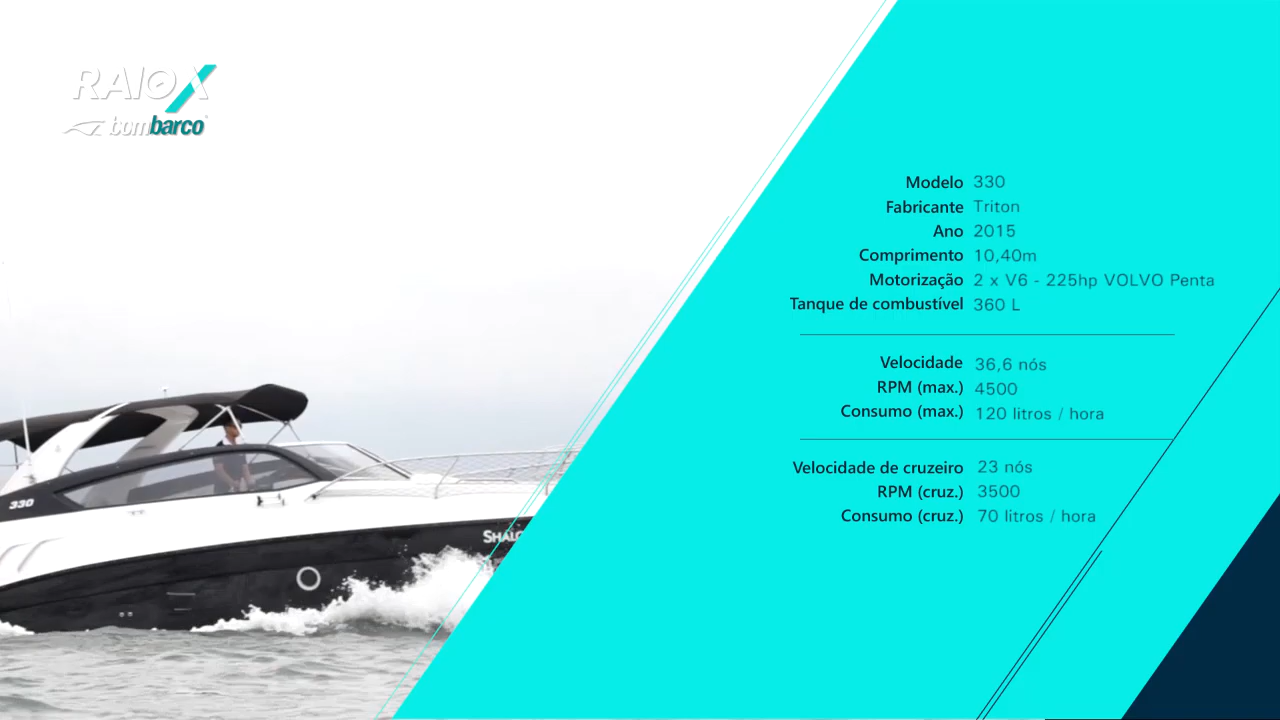 RAIOX
bombarco
Modelo 330
Fabricante Triton
Ano 2015
Comprimento 10,40m
Motorização 2 x V6 - 225hp VOLVO Penta
Tanque de combustível 360 L
Velocidade 36,6 nós
RPM (max.) 4500
Consumo (max.) 120 litros / hora
Velocidade de cruzeiro 23 nós
RPM (cruz.) 3500
Consumo (cruz.) 70 litros / hora
330